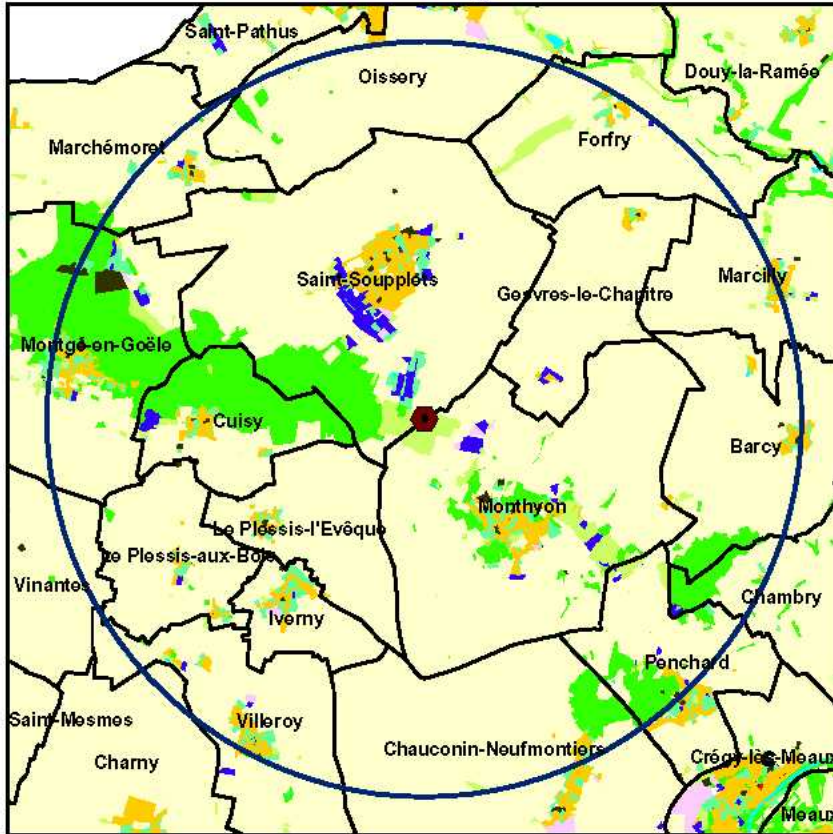 Saint-Pathus
Oissery
Douy-la-Ramée
Forfry
Marchémoret
Saint-Soupplets
Marcilly
Gesvres-le-Chapitre
Montgé-en-Goële
Cuisy
Barcy
Monthyon
Le Plessis-l'Evêque
Le Plessis-aux-Bois
Vinantes
Chambry
Iverny
Penchard
Saint-Mesmes
Villeroy
Chauconin-Neufmontiers
Crégy-lès-Meaux
Charny
Meaux